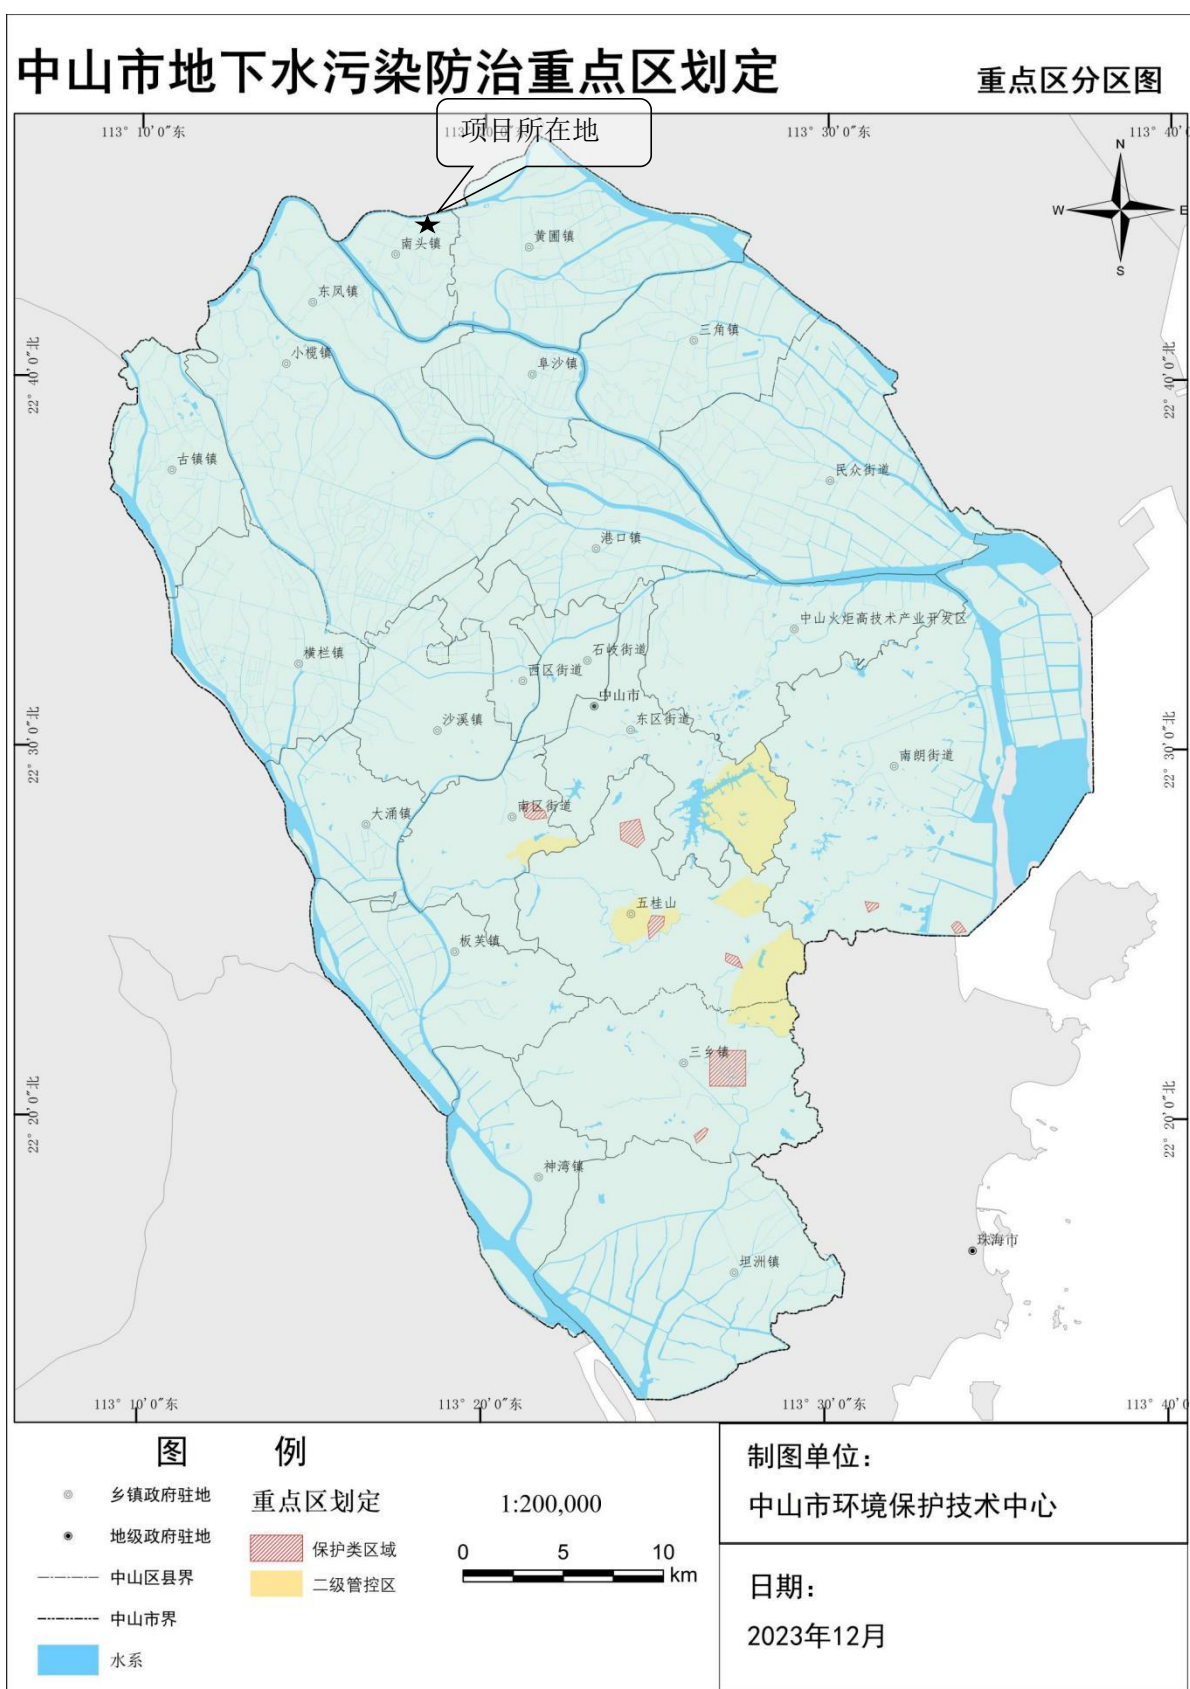 中山市地下水污染防治重点区划定
重点区分区图
113° 10'0"东
项目所在地
113° 30'0"东
113° 40'0
N
W
E
S
南头镇
黄圃镇
东凤镇
三角镇
小榄镇
阜沙镇
22° 40'0"北
22° 40'0"北
古镇镇
民众街道
港口镇
中山火炬高技术产业开发区
横栏镇
石岐街道
西区街道
中山市
沙溪镇
东区街道
22° 30'0"北
22° 30'0"北
南朗街道
大涌镇
南区街道
五桂山
板芙镇
三乡镇
22° 20'0"北
22° 20'0"北
神湾镇
珠海市
坦洲镇
113° 10'0"东
113° 20'0"东
113° 30'0"东
113° 40'0
图 例
乡镇政府驻地
地级政府驻地
中山区县界
中山市界
水系
重点区划定
保护类区域
二级管控区
1:200,000
0 5 10
km
制图单位：
中山市环境保护技术中心
日期：
2023年12月